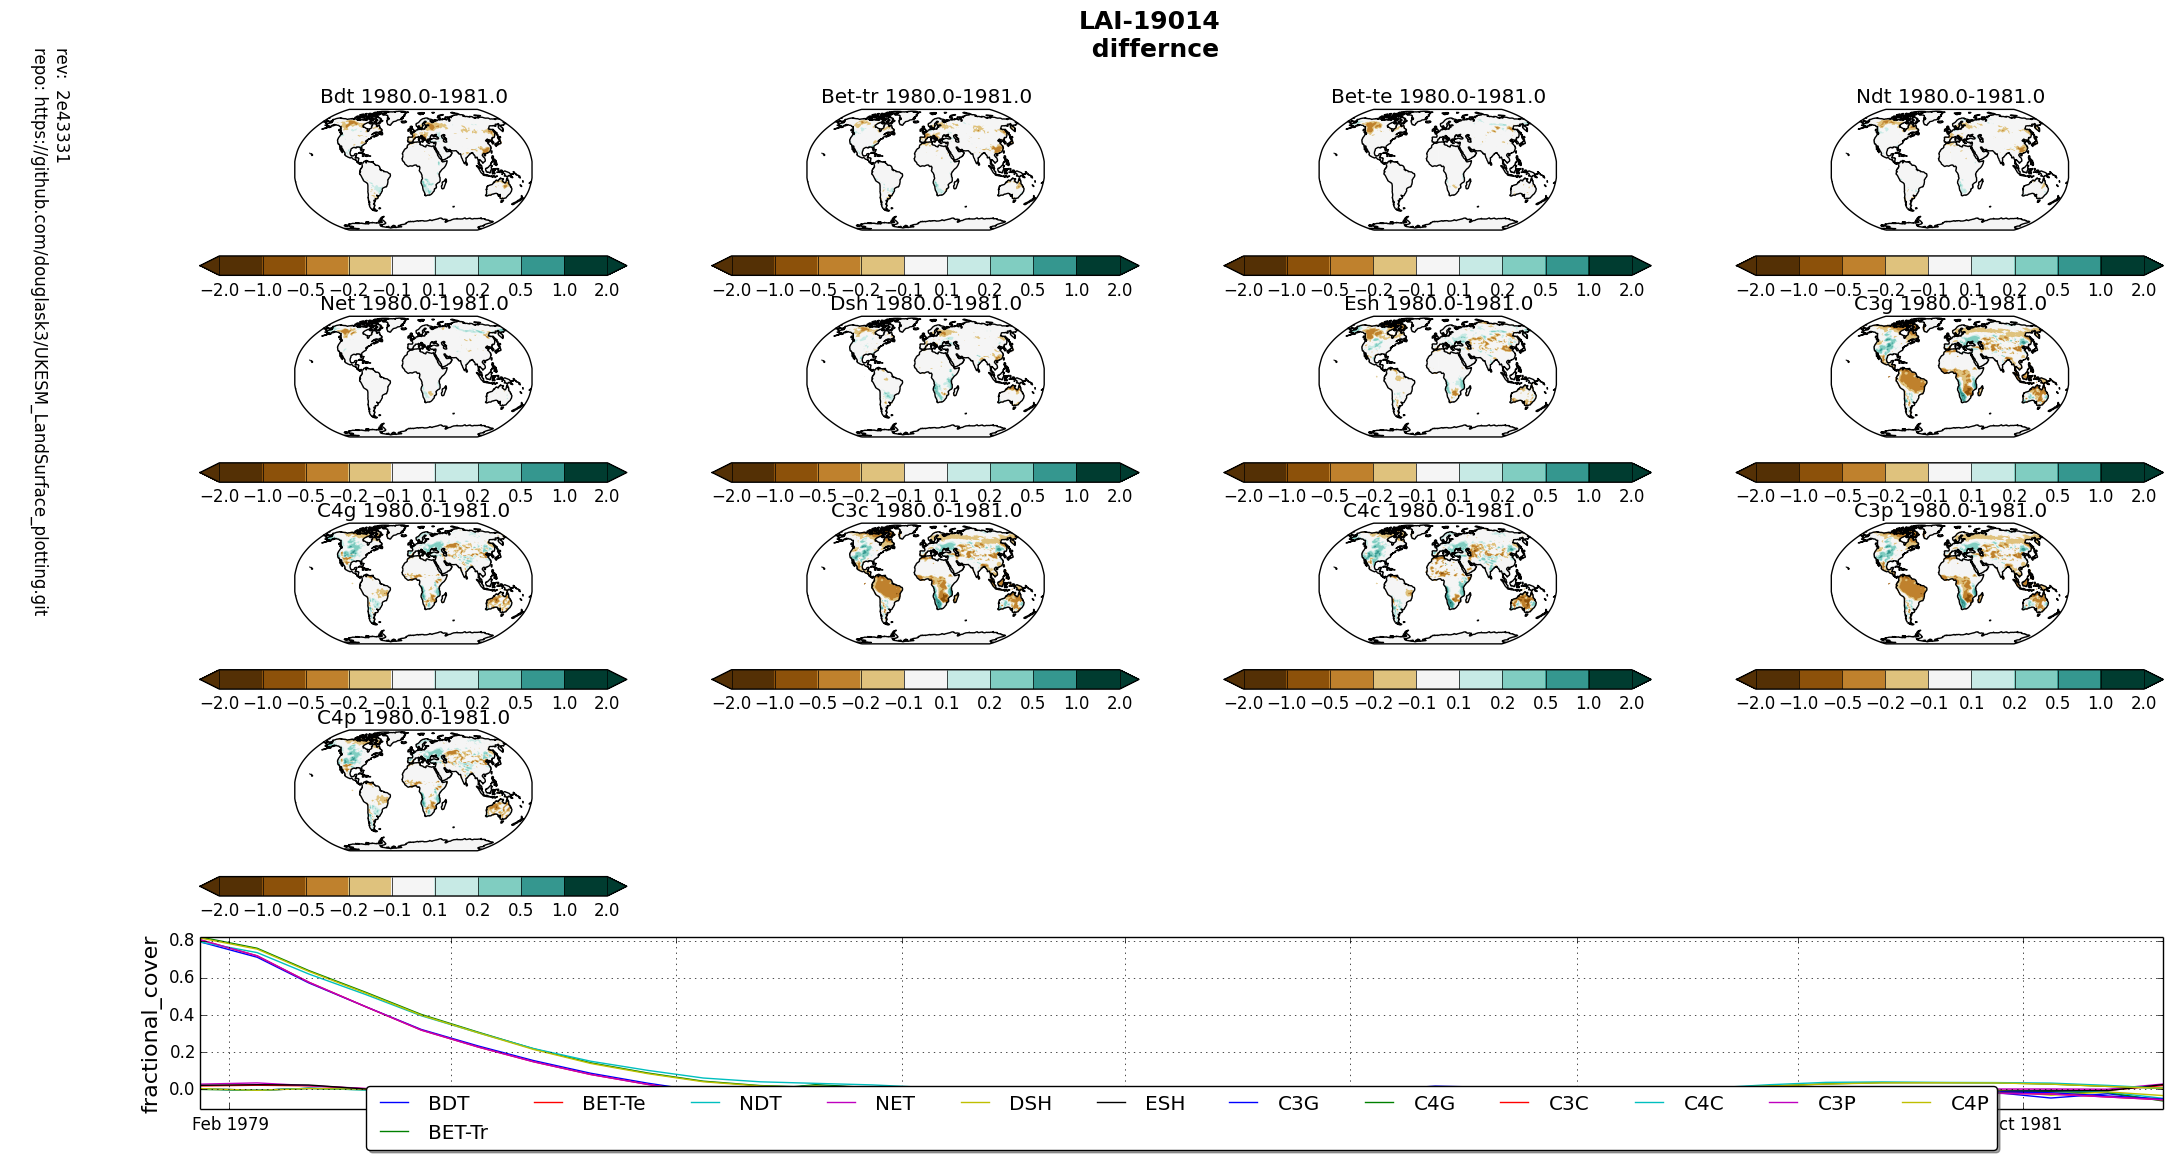 LAI-19014
differnce
rev:  2e43331
repo: https://github.com/douglask3/UKESM_LandSurface_plotting.git
Bdt 1980.0-1981.0
Bet-tr 1980.0-1981.0
Bet-te 1980.0-1981.0
Ndt 1980.0-1981.0
−2.0 −1.0 −0.5 −0.2 −0.1 0.1 0.2 0.5 1.0 2.0
−2.0 −1.0 −0.5 −0.2 −0.1 0.1 0.2 0.5 1.0 2.0
−2.0 −1.0 −0.5 −0.2 −0.1 0.1 0.2 0.5 1.0 2.0
−2.0 −1.0 −0.5 −0.2 −0.1 0.1 0.2 0.5 1.0 2.0
Net 1980.0-1981.0
Dsh 1980.0-1981.0
Esh 1980.0-1981.0
C3g 1980.0-1981.0
−2.0 −1.0 −0.5 −0.2 −0.1 0.1 0.2 0.5 1.0 2.0
−2.0 −1.0 −0.5 −0.2 −0.1 0.1 0.2 0.5 1.0 2.0
−2.0 −1.0 −0.5 −0.2 −0.1 0.1 0.2 0.5 1.0 2.0
−2.0 −1.0 −0.5 −0.2 −0.1 0.1 0.2 0.5 1.0 2.0
C4g 1980.0-1981.0
C3c 1980.0-1981.0
C4c 1980.0-1981.0
C3p 1980.0-1981.0
−2.0 −1.0 −0.5 −0.2 −0.1 0.1 0.2 0.5 1.0 2.0
−2.0 −1.0 −0.5 −0.2 −0.1 0.1 0.2 0.5 1.0 2.0
−2.0 −1.0 −0.5 −0.2 −0.1 0.1 0.2 0.5 1.0 2.0
−2.0 −1.0 −0.5 −0.2 −0.1 0.1 0.2 0.5 1.0 2.0
C4p 1980.0-1981.0
−2.0 −1.0 −0.5 −0.2 −0.1 0.1 0.2 0.5 1.0 2.0
fractional_cover
0.8
0.6
0.4
0.2
0.0
Feb 1979
ct 1981
BDT BET-Te NDT NET DSH ESH C3G C4G C3C C4C C3P C4P
BET-Tr